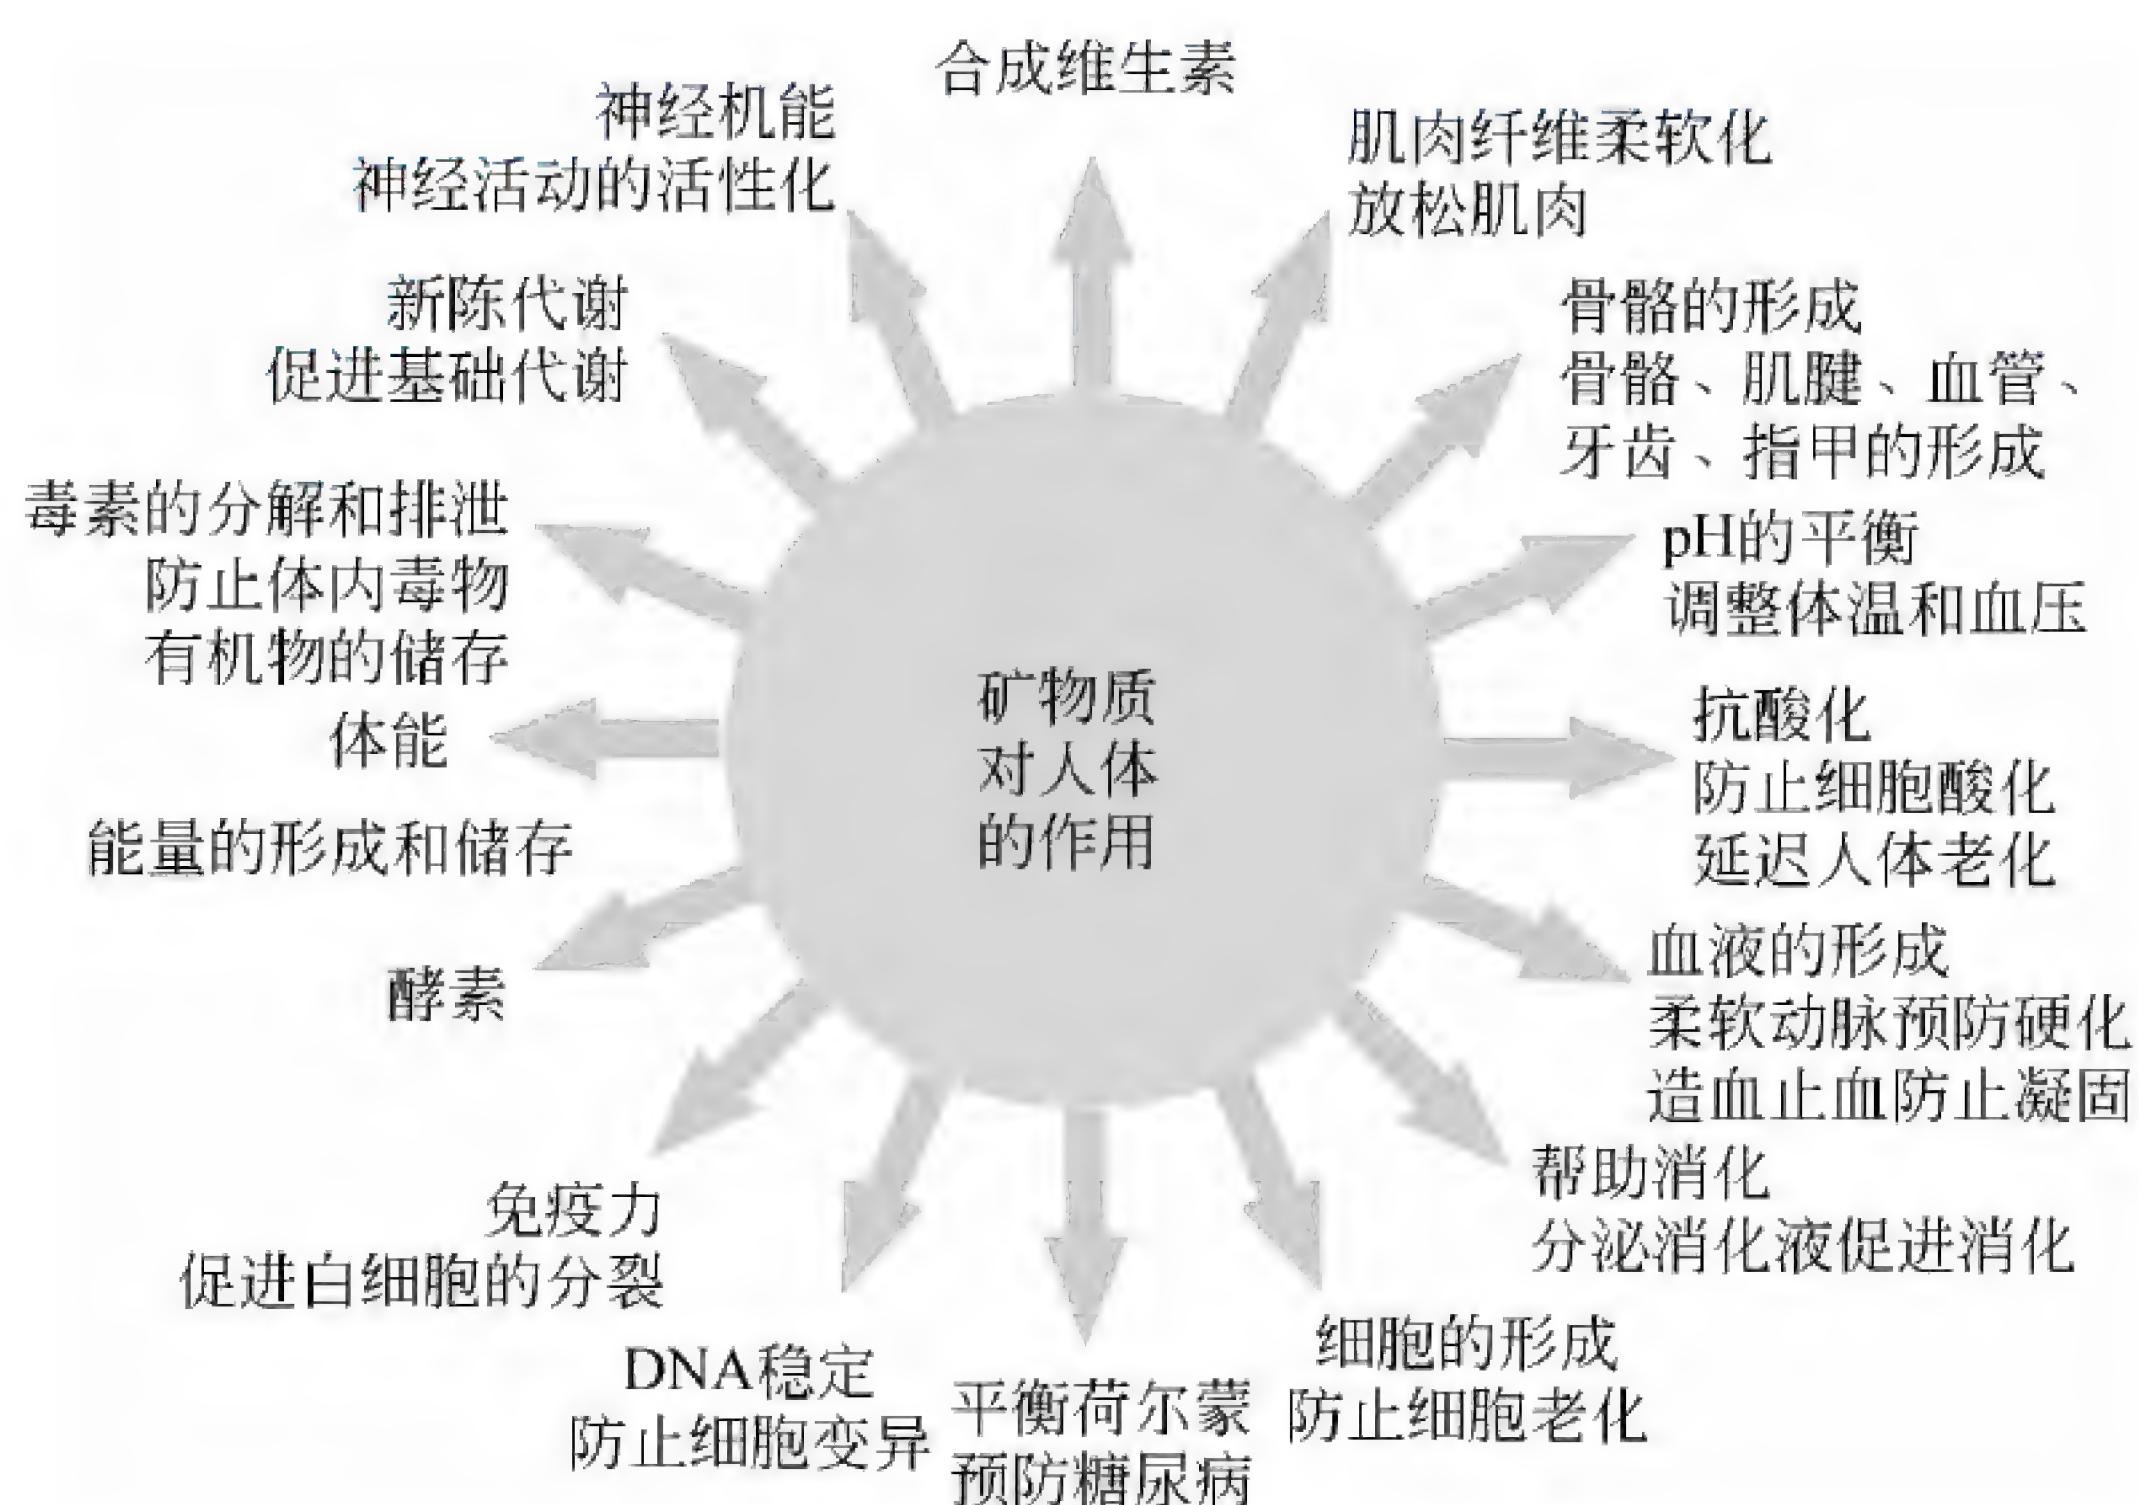 合成维生素
肌肉纤维柔软化
放松肌肉
骨骼的形成
骨骼、肌腱、血管、
牙齿、指甲的形成
pH的平衡
调整体温和血压
抗酸化
防止细胞酸化
延迟人体老化
血液的形成
柔软动脉预防硬化
造血止血防止凝固
帮助消化
分泌消化液促进消化
细胞的形成
防止细胞老化
平衡荷尔蒙
预防糖尿病
DNA稳定
防止细胞变异
免疫力
促进白细胞的分裂
酵素
体能
能量的形成和储存
毒素的分解和排泄
防止体内毒物
有机物的储存
新陈代谢
促进基础代谢
神经机能
神经活动的活性化
矿物质
对人体
的作用